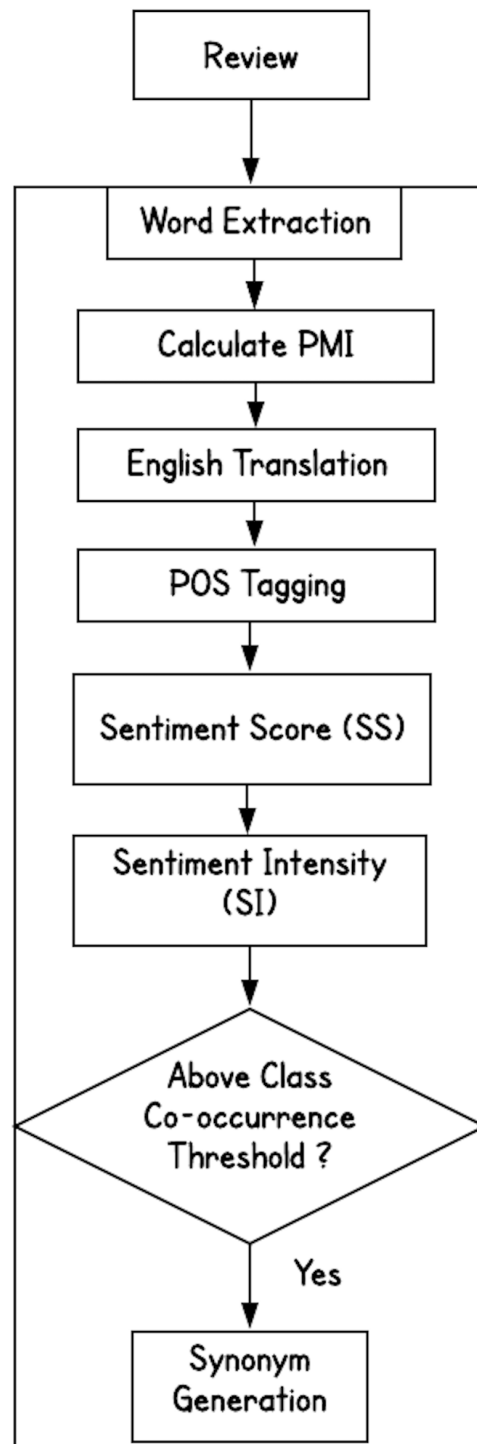 Review
Word Extraction
Calculate PMI
English Translation
POS Tagging
Sentiment Score (SS)
Sentiment Intensity
(SI)
Above Class
Co-occurrence
Threshold ?
Yes
Synonym
Generation